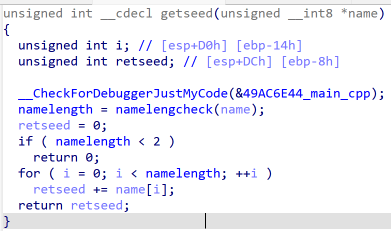 unsigned int __cdecl getseed(unsigned __int8 *name)
{
  unsigned int i; // [esp+D0h] [ebp-14h]
  unsigned int retseed; // [esp+DCh] [ebp-8h]

  __CheckForDebuggerJustMyCode(&49AC6E44_main_cpp);
  namelength = namelengcheck(name);
  retseed = 0;
  if ( namelength < 2 )
    return 0;
  for ( i = 0; i < namelength; ++i )
    retseed += name[i];
  return retseed;
}